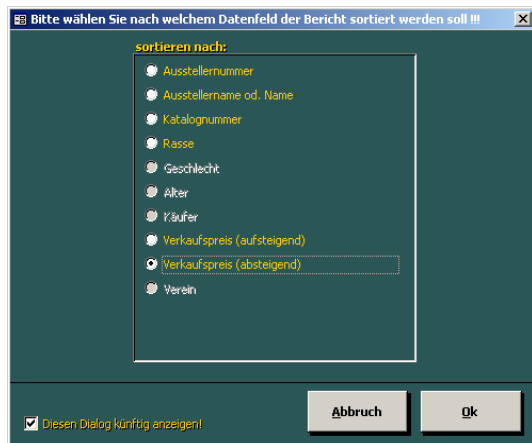 Bitte wählen Sie nach welchem Datenfeld der Bericht sortiert werden soll !!!
sortieren nach:
Ausstellernummer
Ausstellername od. Name
Katalognummer
Rasse
Geschlecht
Alter
Käufer
Verkaufspreis (aufsteigend)
Verkaufspreis (absteigend)
Verein
Diesen Dialog künftig anzeigen!
Abbruch
Ok